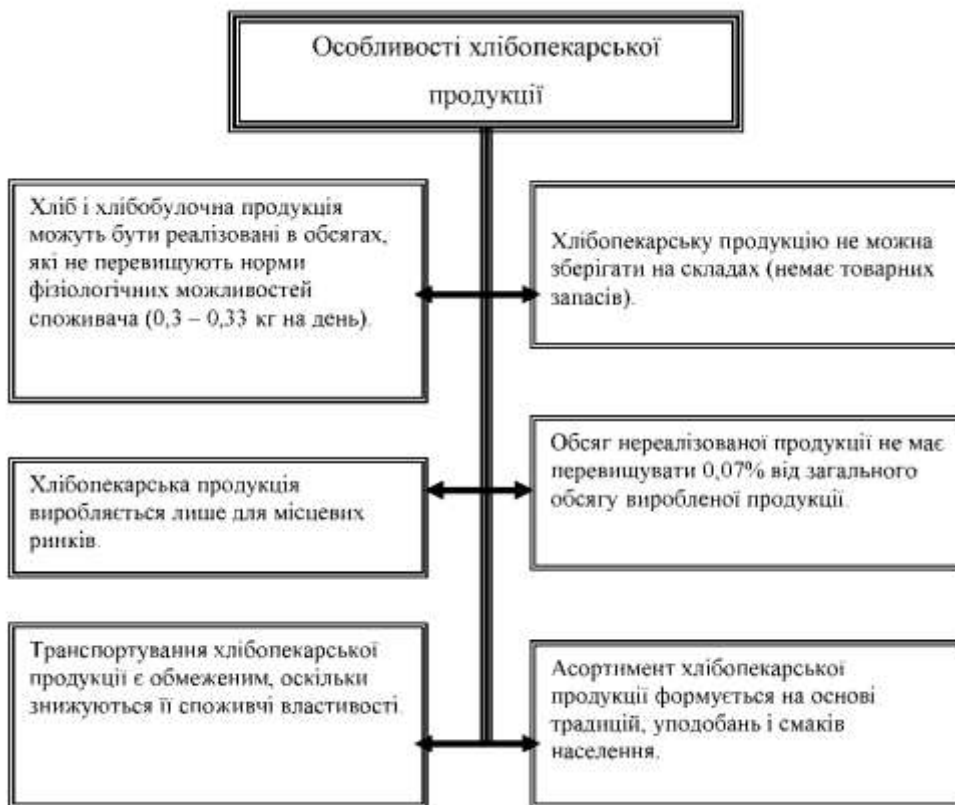 Особливості хлібопекарської
продукції
Хліб і хлібобулочна продукція
можуть бути реалізовані в обсягах,
які не перевищують норми
фізіологічних можливостей
споживача (0,3 – 0,33 кг на день).
Хлібопекарську продукцію не можна
зберігати на складах (немає товарних
запасів).
Хлібопекарська продукція
виробляється лише для місцевих
ринків.
Обсяг нереалізованої продукції не має
перевищувати 0,07% від загального
обсягу виробленої продукції.
Транспортування хлібопекарської
продукції є обмеженим, оскільки
знижуються її споживчі властивості.
Асортимент хлібопекарської
продукції формується на основі
традицій, уподобань і смаків
населення.